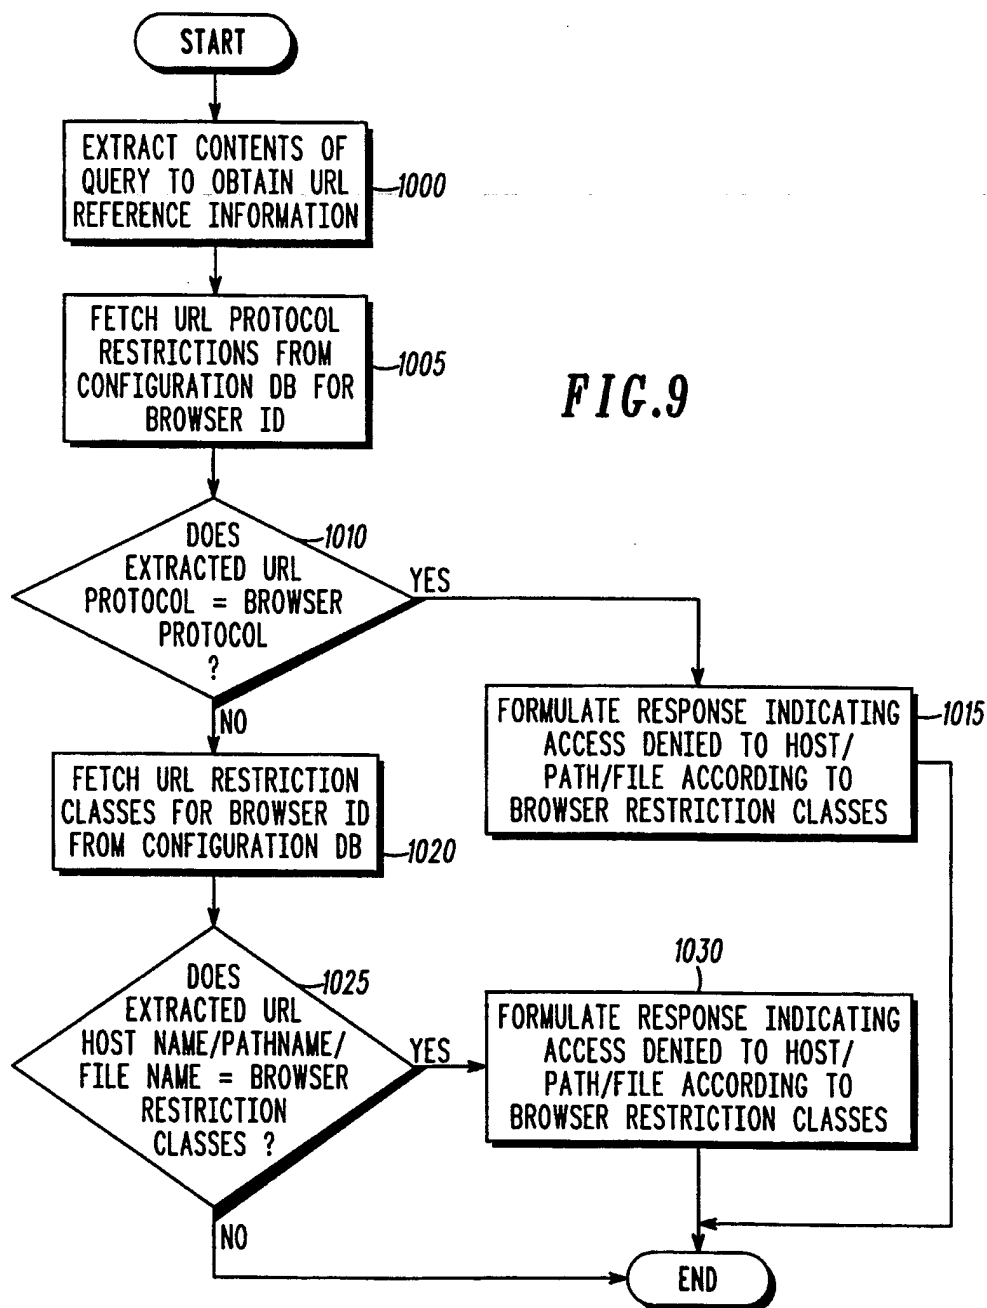 START
EXTRACT CONTENTS OF
QUERY TO OBTAIN URL
REFERENCE INFORMATION
1000
FETCH URL PROTOCOL
RESTRICTIONS FROM
CONFIGURATION DB FOR
BROWSER ID
1005
FIG.9
DOES
EXTRACTED URL
PROTOCOL = BROWSER
PROTOCOL
?
1010
YES
NO
FORMULATE RESPONSE INDICATING
ACCESS DENIED TO HOST/
PATH/FILE ACCORDING TO
BROWSER RESTRICTION CLASSES
1015
FETCH URL RESTRICTION
CLASSES FOR BROWSER ID
FROM CONFIGURATION DB
1020
DOES
EXTRACTED URL
HOST NAME/PATHNAME/
FILE NAME = BROWSER
RESTRICTION
CLASSES ?
1025
YES
NO
1030
FORMULATE RESPONSE INDICATING
ACCESS DENIED TO HOST/
PATH/FILE ACCORDING TO
BROWSER RESTRICTION CLASSES
END